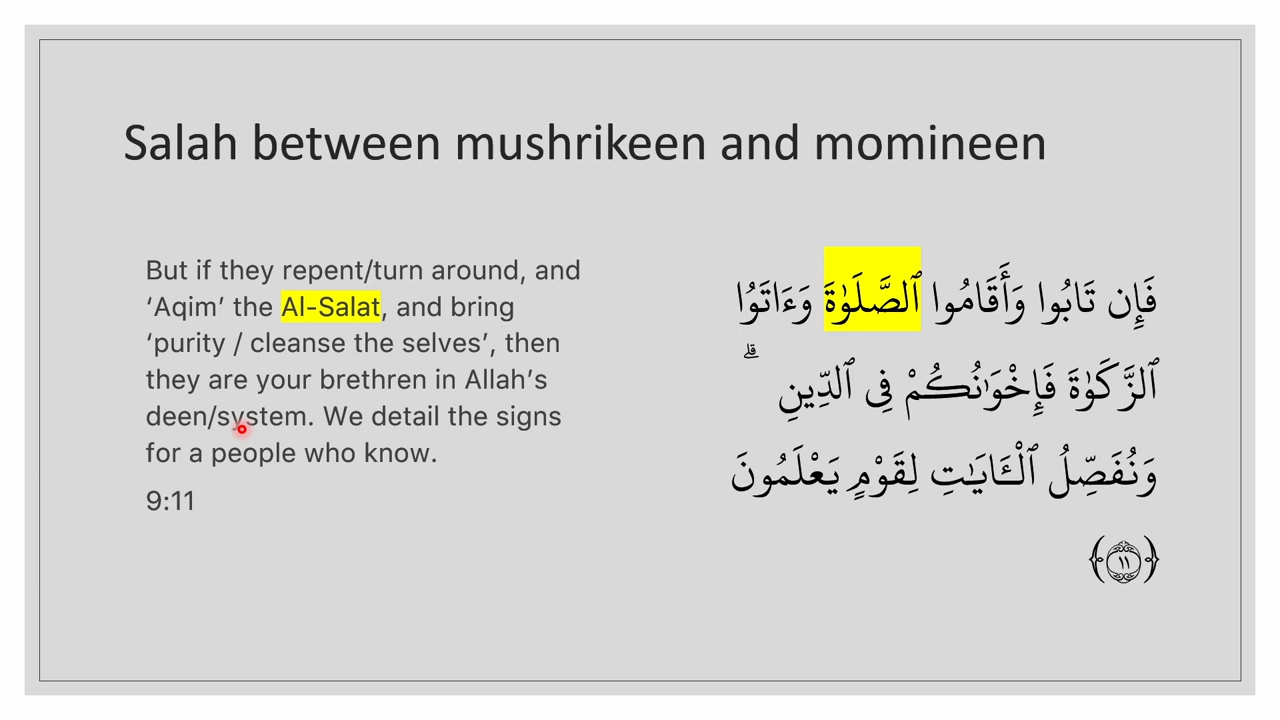 Salah between mushrikeen and momineen
But if they repent/turn around, and
‘Aqim’ the Al-Salat, and bring
‘purity / cleanse the selves’, then
they are your brethren in Allah’s
deen/system. We detail the signs
for a people who know.
9:11
فَإِن تَابُوا وَأَقَامُوا ٱلصَّلَوٰةَ وَءَاتَوُا
ٱلزَّكَوٰةَ فَإِخْوَٰنُكُمْ فِى ٱلدِّينِ ۗ
وَنُفَصِّلُ ٱلْـَٔايَـٰتِ لِقَوْمٍ يَعْلَمُونَ
﴿١١﴾